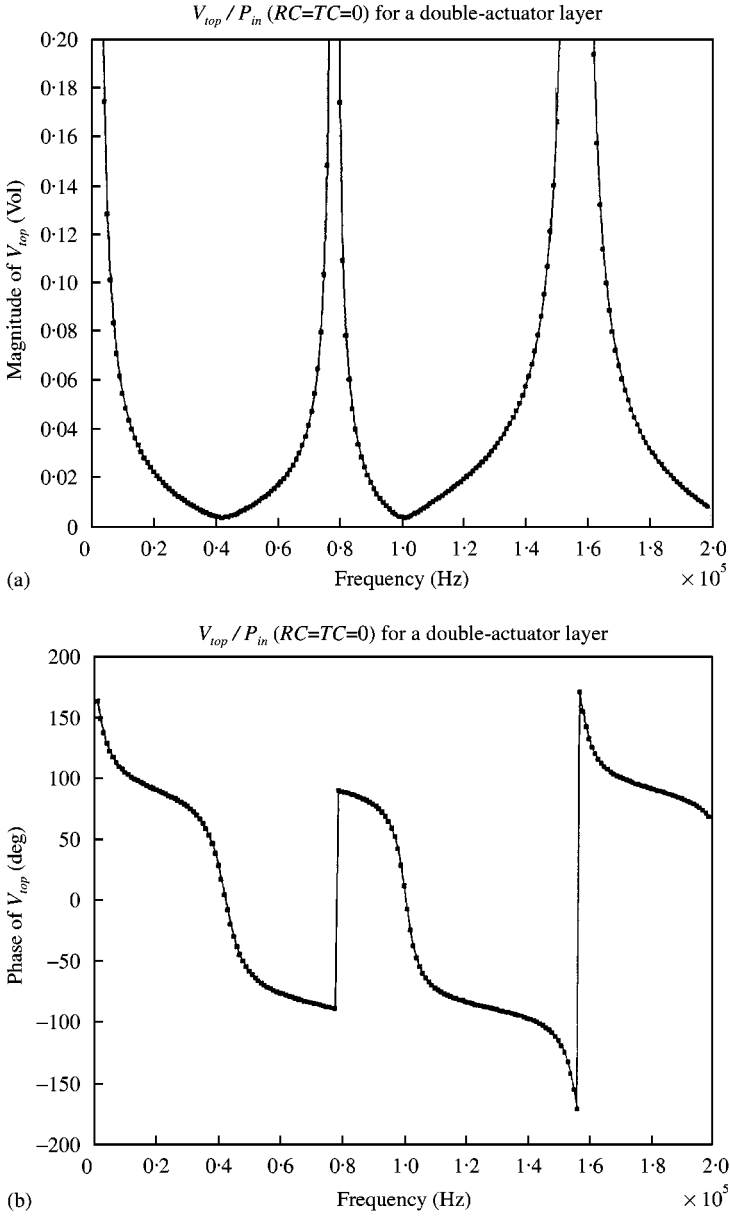 V_top / P_in (RC=TC=0) for a double-actuator layer
0·20
0·18
0·16
0·14
0·12
0·10
0·08
0·06
0·04
0·02
0
Magnitude of V_top (Vol)
0 0·2 0·4 0·6 0·8 1·0 1·2 1·4 1·6 1·8 2·0
(a) Frequency (Hz) × 10^5
V_top / P_in (RC=TC=0) for a double-actuator layer
200
150
100
50
0
−50
−100
−150
−200
Phase of V_top (deg)
0 0·2 0·4 0·6 0·8 1·0 1·2 1·4 1·6 1·8 2·0
(b) Frequency (Hz) × 10^5